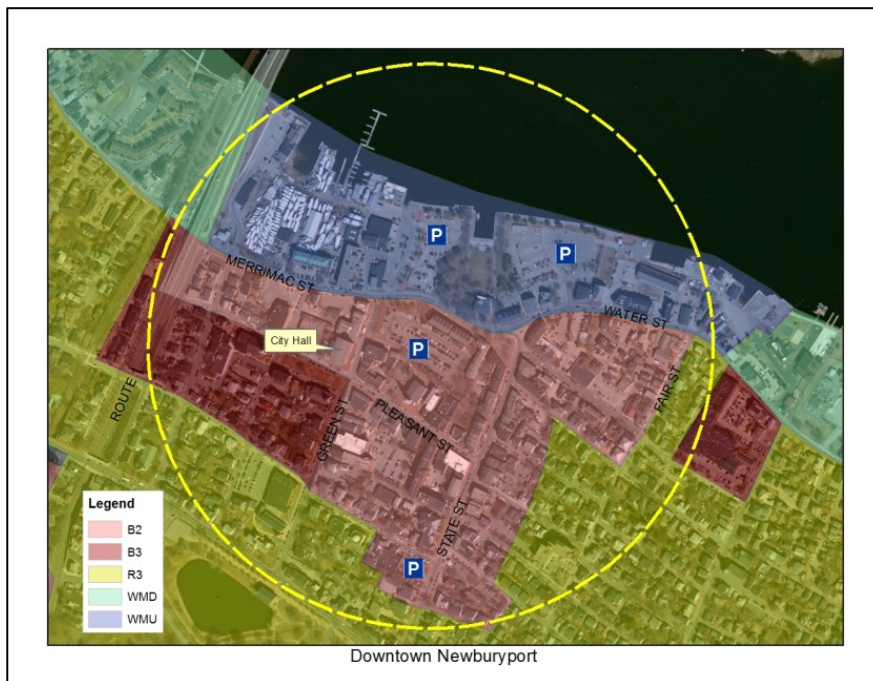 P
P
MERRIMAC ST
WATER ST
City Hall
P
FAIR ST
ROUTE
GREEN ST
PLEASANT ST
STATE ST
P
Legend
B2
B3
R3
WMD
WMU
Downtown Newburyport